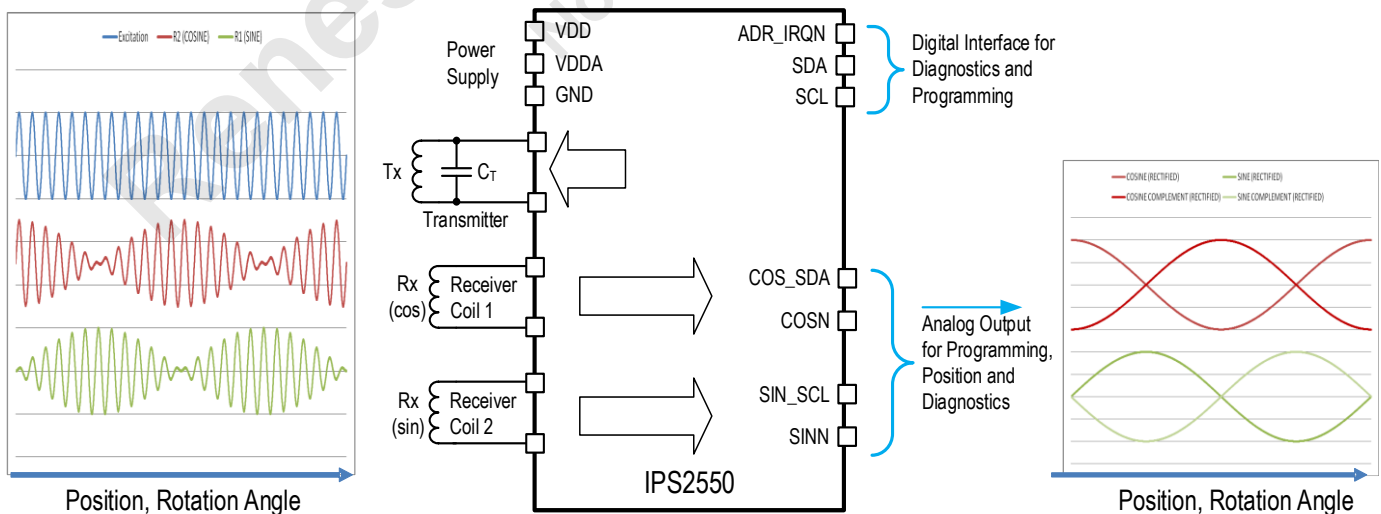 Excitation R2 (COSINE) R1 (SINE)
Position, Rotation Angle
Power
Supply
VDD
VDDA
GND
Tx
CT
Transmitter
Rx
(cos)
Receiver
Coil 1
Rx
(sin)
Receiver
Coil 2
ADR_IRQN
SDA
SCL
COS_SDA
COSN
SIN_SCL
SINN
IPS2550
Digital Interface for
Diagnostics and
Programming
Analog Output
for Programming,
Position and
Diagnostics
COSINE (RECTIFIED) SINE (RECTIFIED)
COSINE COMPLEMENT (RECTIFIED) SINE COMPLEMENT (RECTIFIED)
Position, Rotation Angle